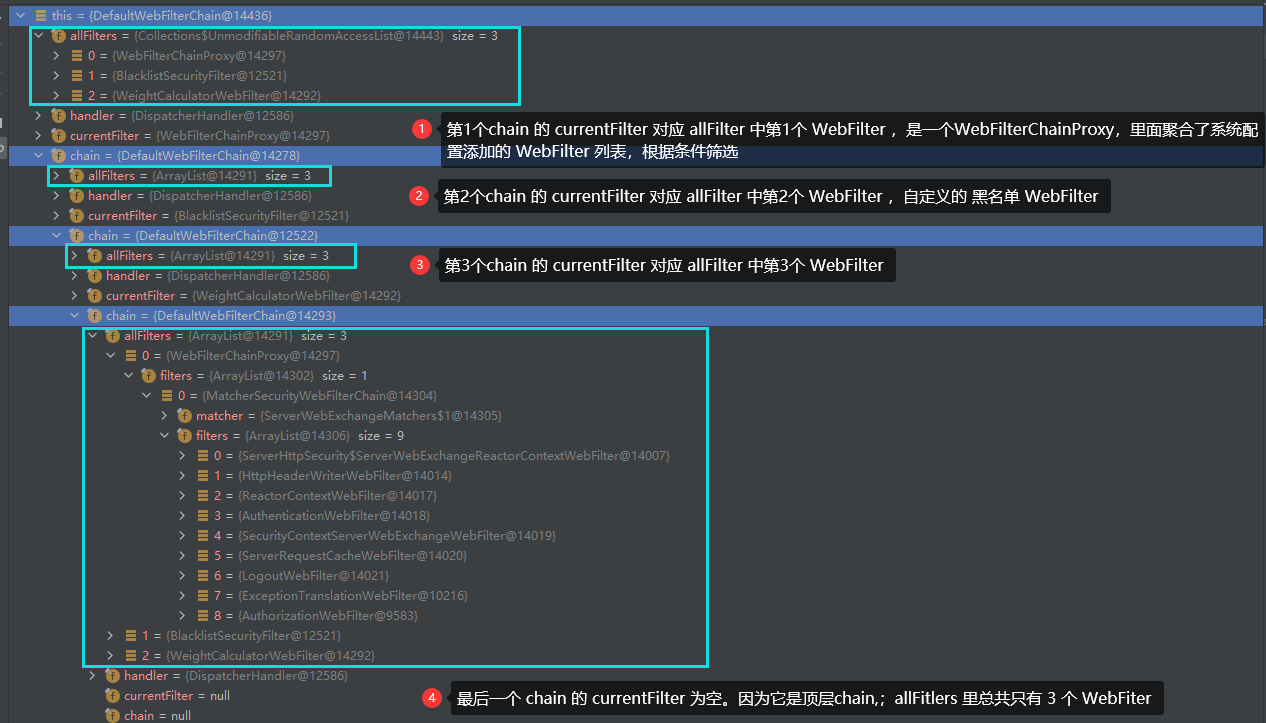 this = {DefaultWebFilterChain@14436}
allFilters = {Collections$UnmodifiableRandomAccessList@14443} size = 3
0 = {WebFilterChainProxy@14297}
1 = {BlacklistSecurityFilter@12521}
2 = {WeightCalculatorWebFilter@14292}
handler = {DispatcherHandler@12586}
currentFilter = {WebFilterChainProxy@14297}
1 第1个chain 的 currentFilter 对应 allFilter 中第1个 WebFilter ，是一个WebFilterChainProxy，里面聚合了系统配
置添加的 WebFilter 列表，根据条件筛选
chain = {DefaultWebFilterChain@14278}
allFilters = {ArrayList@14291} size = 3
handler = {DispatcherHandler@12586}
2 第2个chain 的 currentFilter 对应 allFilter 中第2个 WebFilter ，自定义的 黑名单 WebFilter
currentFilter = {BlacklistSecurityFilter@12521}
chain = {DefaultWebFilterChain@12522}
allFilters = {ArrayList@14291} size = 3
3 第3个chain 的 currentFilter 对应 allFilter 中第3个 WebFilter
handler = {DispatcherHandler@12586}
currentFilter = {WeightCalculatorWebFilter@14292}
chain = {DefaultWebFilterChain@14293}
allFilters = {ArrayList@14291} size = 3
0 = {WebFilterChainProxy@14297}
filters = {ArrayList@14302} size = 1
0 = {MatcherSecurityWebFilterChain@14304}
matcher = {ServerWebExchangeMatchers$1@14305}
filters = {ArrayList@14306} size = 9
0 = {ServerHttpSecurity$ServerWebExchangeReactorContextWebFilter@14007}
1 = {HttpHeaderWriterWebFilter@14014}
2 = {ReactorContextWebFilter@14017}
3 = {AuthenticationWebFilter@14018}
4 = {SecurityContextServerWebExchangeWebFilter@14019}
5 = {ServerRequestCacheWebFilter@14020}
6 = {LogoutWebFilter@14021}
7 = {ExceptionTranslationWebFilter@10216}
8 = {AuthorizationWebFilter@9583}
1 = {BlacklistSecurityFilter@12521}
2 = {WeightCalculatorWebFilter@14292}
handler = {DispatcherHandler@12586}
currentFilter = null
4 最后一个 chain 的 currentFilter 为空。因为它是顶层chain,；allFitlers 里总共只有 3 个 WebFiter
chain = null